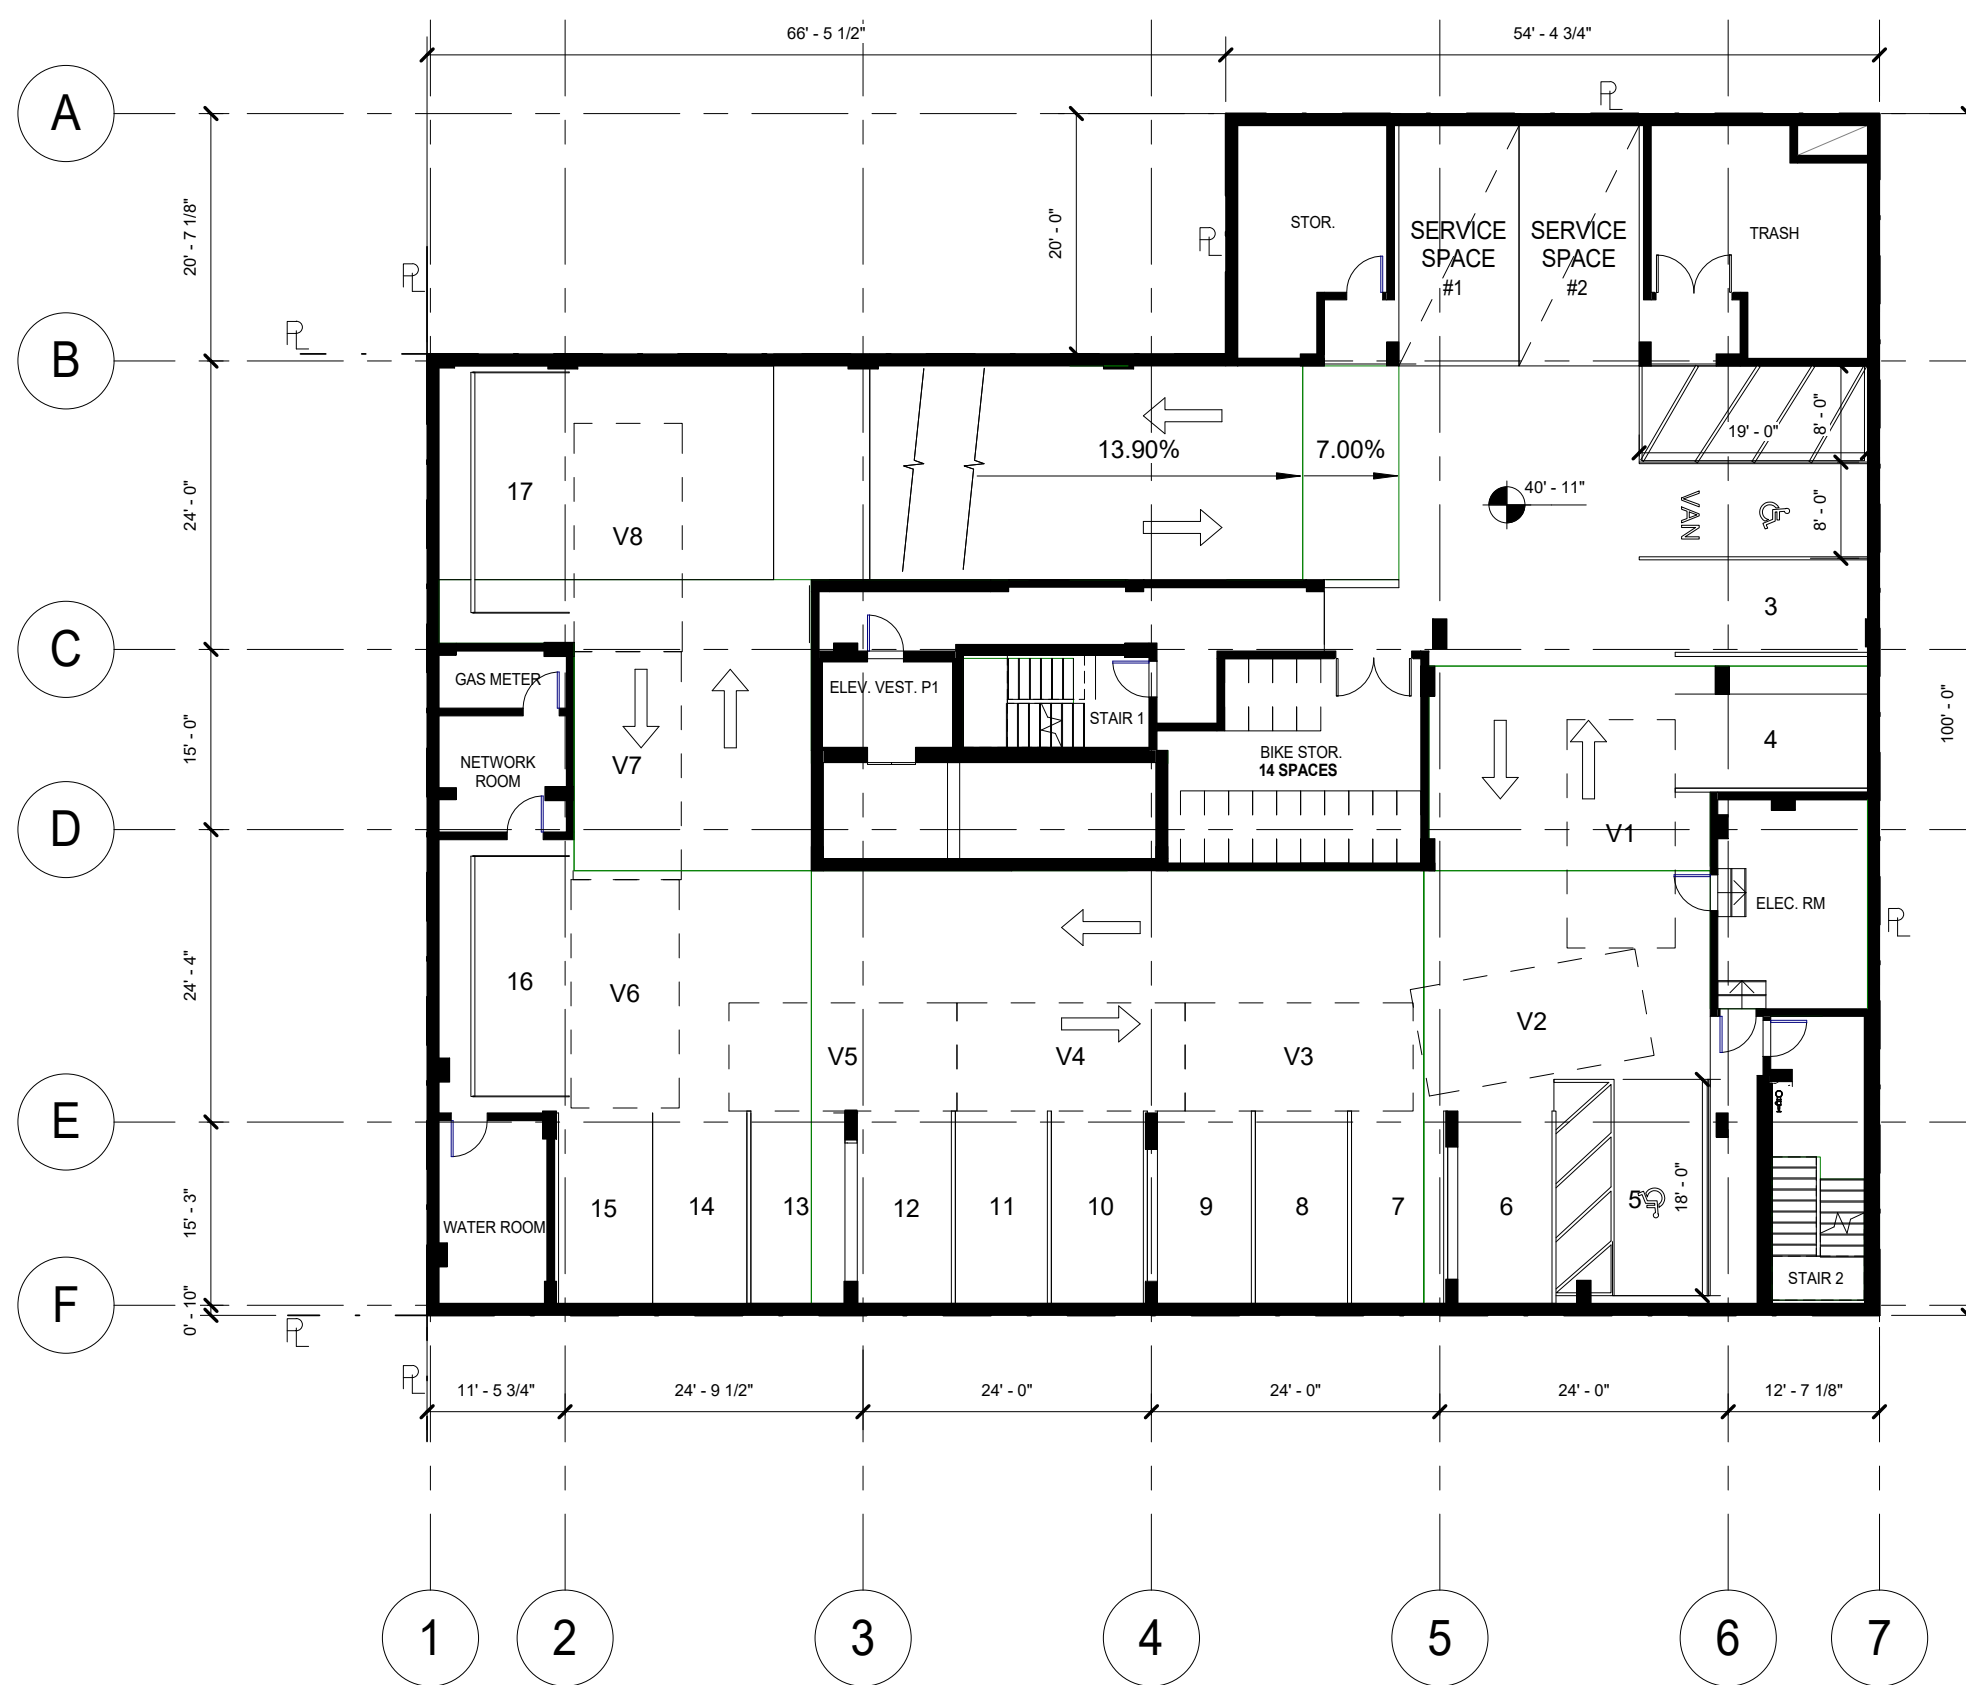 66' - 5 1/2"
54' - 4 3/4"
A
PL
20' - 7 1/8"
20' - 0"
STOR.
SERVICE
SPACE
#1
SERVICE
SPACE
#2
TRASH
PL
PL
PL
B
24' - 0"
17
V8
13.90%
7.00%
40' - 11"
19' - 0"
8' - 0"
VAN
8' - 0"
3
C
GAS METER
ELEV. VEST. P1
STAIR 1
15' - 0"
NETWORK
ROOM
V7
BIKE STOR.
14 SPACES
4
100' - 0"
D
V1
24' - 4"
16
V6
ELEC. RM
PL
V5
V4
V3
V2
E
15' - 3"
WATER ROOM
15
14
13
12
11
10
9
8
7
6
5
18' - 0"
STAIR 2
F
0' - 10"
PL
PL
11' - 5 3/4"
24' - 9 1/2"
24' - 0"
24' - 0"
24' - 0"
12' - 7 1/8"
1
2
3
4
5
6
7